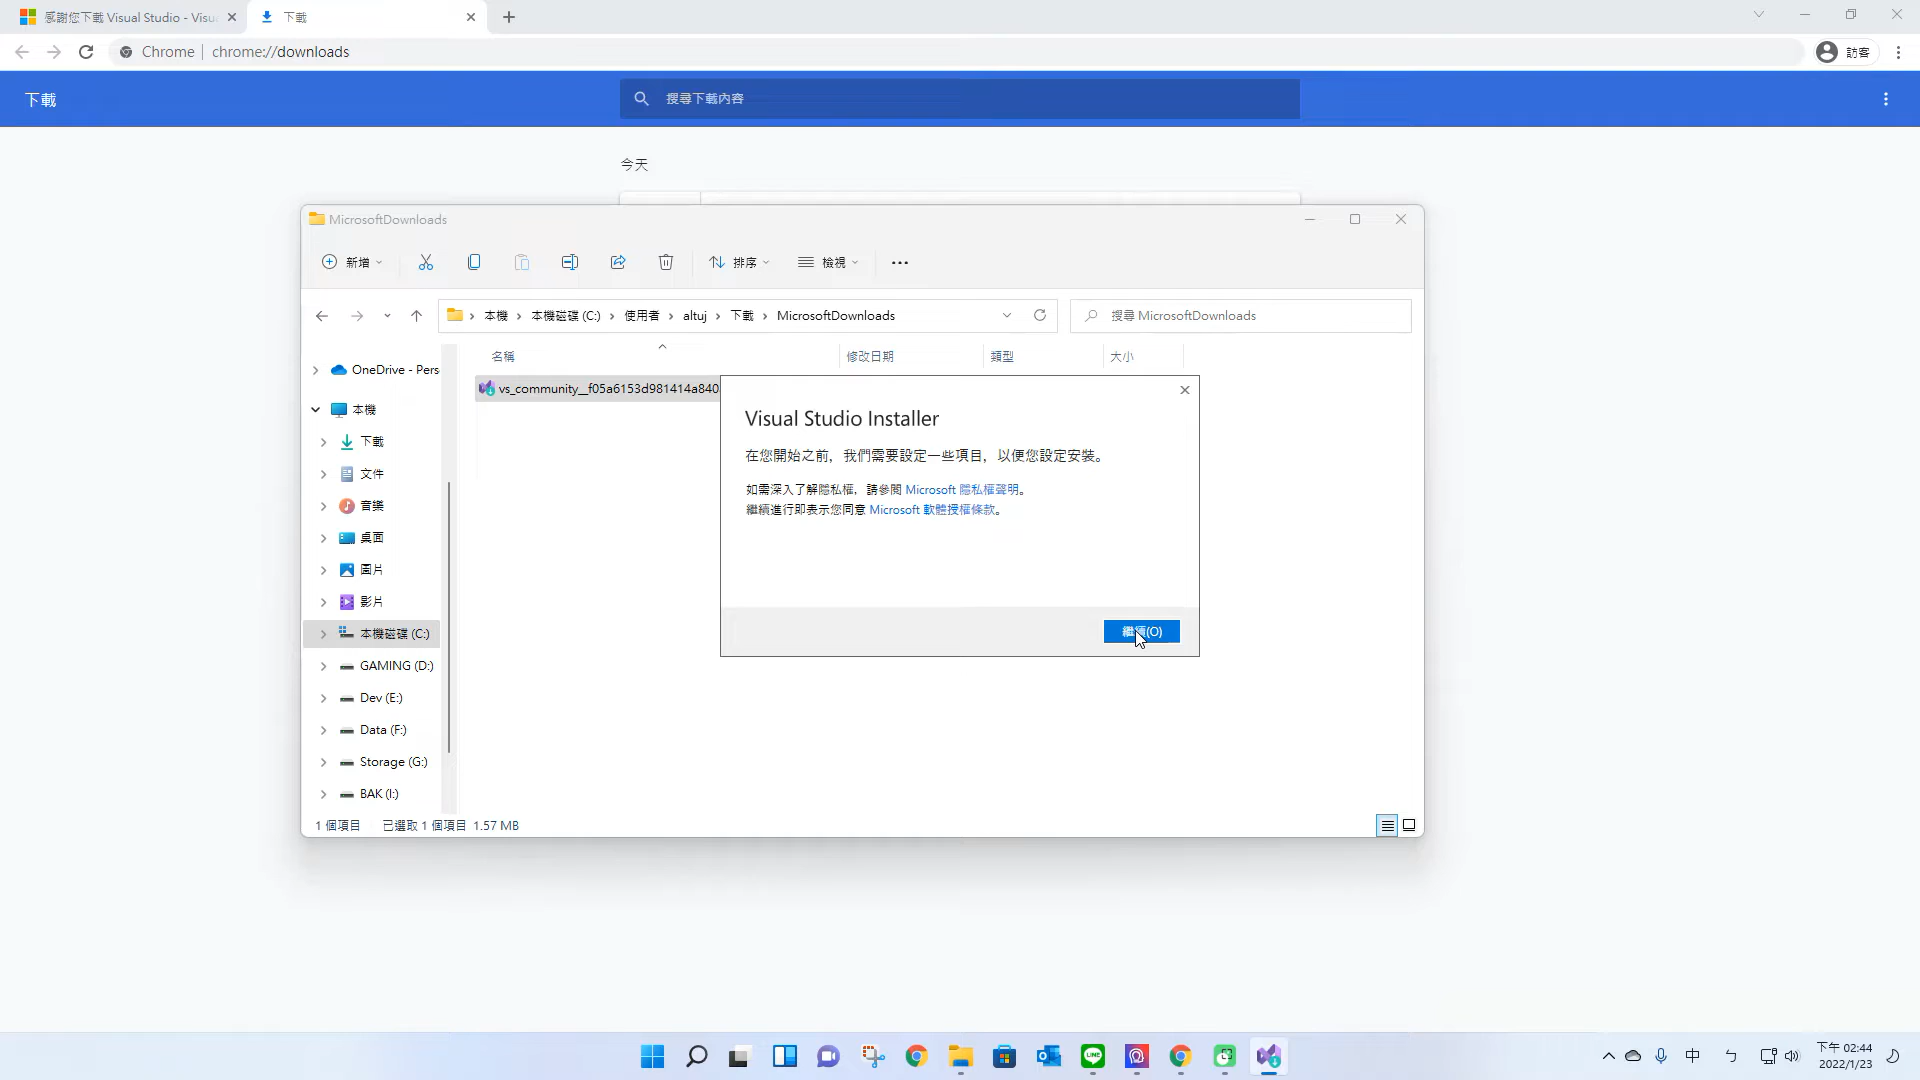 感謝您下載 Visual Studio - Visu
下載
Chrome
chrome://downloads
訪客
下載
搜尋下載內容
今天
MicrosoftDownloads
新增
排序
檢視
本機
本機磁碟 (C:)
使用者
altuj
下載
MicrosoftDownloads
搜尋 MicrosoftDownloads
名稱
修改日期
類型
大小
OneDrive - Pers
本機
下載
文件
音樂
桌面
圖片
影片
本機磁碟 (C:)
GAMING (D:)
Dev (E:)
Data (F:)
Storage (G:)
BAK (I:)
vs_community__f05a6153d981414a840
Visual Studio Installer
在您開始之前，我們需要設定一些項目，以便您設定安裝。
如需深入了解隱私權，請參閱 Microsoft 隱私權聲明。
繼續進行即表示您同意 Microsoft 軟體授權條款。
繼續(O)
1 個項目
已選取 1 個項目 1.57 MB
LINE
中
ㄅ
下午 02:44
2022/1/23